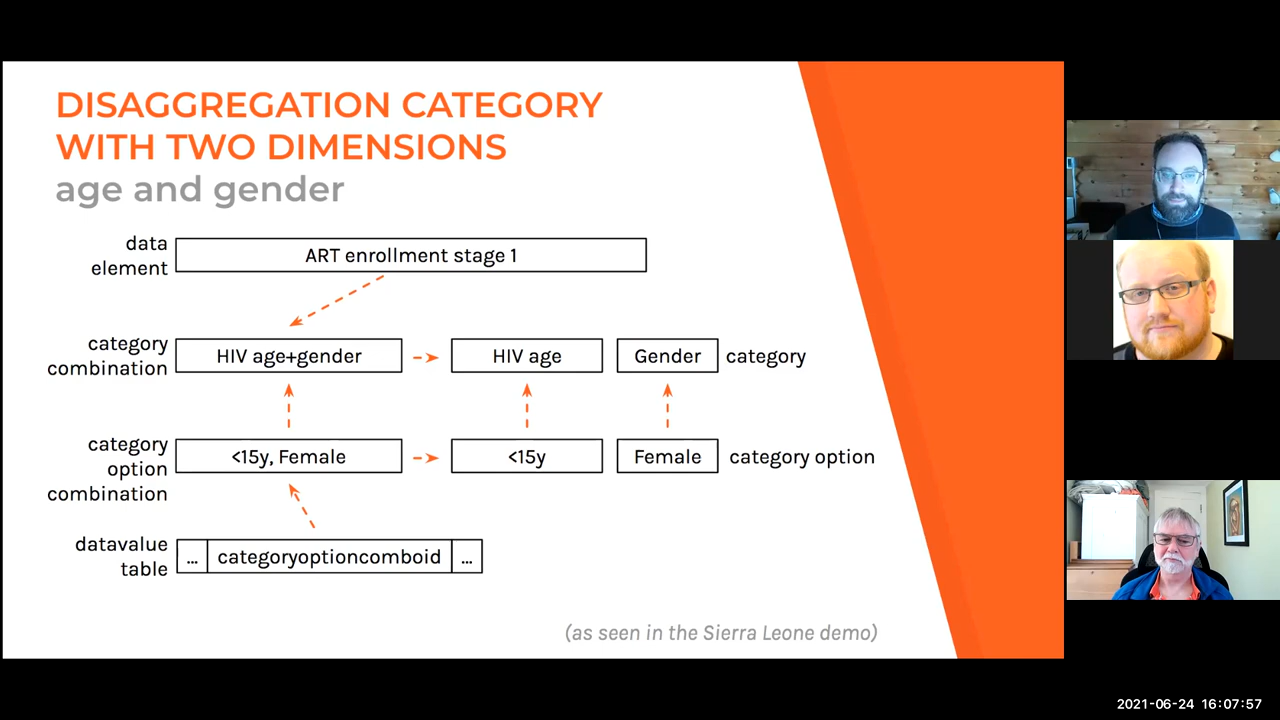 DISAGGREGATION CATEGORY
WITH TWO DIMENSIONS
age and gender
data
element
ART enrollment stage 1
category
combination
HIV age+gender
HIV age
Gender
category
category
option
combination
<15y, Female
<15y
Female
category option
datavalue
table
...
categoryoptioncomboid
...
(as seen in the Sierra Leone demo)
2021-06-24 16:07:57